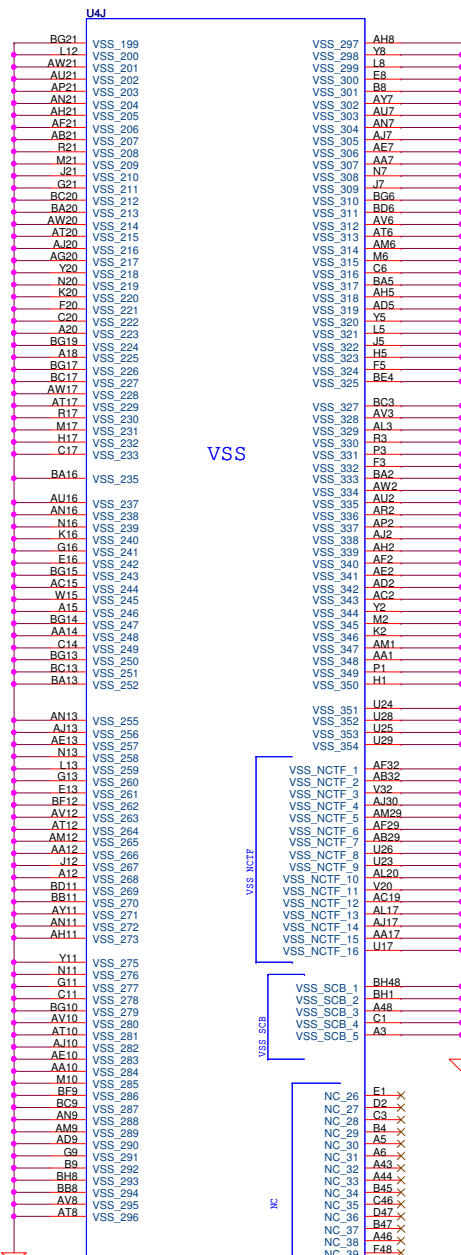 U4J
BG21 VSS_199
L12 VSS_200
AW21 VSS_201
AU21 VSS_202
AP21 VSS_203
AN21 VSS_204
AH21 VSS_205
AF21 VSS_206
AB21 VSS_207
R21 VSS_208
M21 VSS_209
J21 VSS_210
G21 VSS_211
BC20 VSS_212
BA20 VSS_213
AW20 VSS_214
AT20 VSS_215
AJ20 VSS_216
AG20 VSS_217
Y20 VSS_218
N20 VSS_219
K20 VSS_220
F20 VSS_221
C20 VSS_222
A20 VSS_223
BG19 VSS_224
A18 VSS_225
BG17 VSS_226
BC17 VSS_227
AW17 VSS_228
AT17 VSS_229
R17 VSS_230
M17 VSS_231
H17 VSS_232
C17 VSS_233
BA16 VSS_235
AU16 VSS_237
AN16 VSS_238
N16 VSS_239
K16 VSS_240
G16 VSS_241
E16 VSS_242
BG15 VSS_243
AC15 VSS_244
W15 VSS_245
A15 VSS_246
BG14 VSS_247
AA14 VSS_248
C14 VSS_249
BG13 VSS_250
BC13 VSS_251
BA13 VSS_252
AN13 VSS_255
AJ13 VSS_256
AE13 VSS_257
N13 VSS_258
L13 VSS_259
G13 VSS_260
E13 VSS_261
BF12 VSS_262
AV12 VSS_263
AT12 VSS_264
AM12 VSS_265
AA12 VSS_266
J12 VSS_267
A12 VSS_268
BD11 VSS_269
BB11 VSS_270
AY11 VSS_271
AN11 VSS_272
AH11 VSS_273
Y11 VSS_275
N11 VSS_276
G11 VSS_277
C11 VSS_278
BG10 VSS_279
AV10 VSS_280
AT10 VSS_281
AJ10 VSS_282
AE10 VSS_283
AA10 VSS_284
M10 VSS_285
BF9 VSS_286
BC9 VSS_287
AN9 VSS_288
AM9 VSS_289
AD9 VSS_290
G9 VSS_291
B9 VSS_292
BH8 VSS_293
BB8 VSS_294
AV8 VSS_295
AT8 VSS_296
VSS
VSS_297 AH8
VSS_298 Y8
VSS_299 L8
VSS_300 E8
VSS_301 B8
VSS_302 AY7
VSS_303 AU7
VSS_304 AN7
VSS_305 AJ7
VSS_306 AE7
VSS_307 AA7
VSS_308 N7
VSS_309 J7
VSS_310 BG6
VSS_311 BD6
VSS_312 AV6
VSS_313 AT6
VSS_314 AM6
VSS_315 M6
VSS_316 C6
VSS_317 BA5
VSS_318 AH5
VSS_319 AD5
VSS_320 Y5
VSS_321 L5
VSS_322 J5
VSS_323 H5
VSS_324 F5
VSS_325 BE4
VSS_327 BC3
VSS_328 AV3
VSS_329 AL3
VSS_330 R3
VSS_331 P3
VSS_332 F3
VSS_333 BA2
VSS_334 AW2
VSS_335 AU2
VSS_336 AR2
VSS_337 AP2
VSS_338 AJ2
VSS_339 AH2
VSS_340 AF2
VSS_341 AE2
VSS_342 AD2
VSS_343 AC2
VSS_344 Y2
VSS_345 M2
VSS_346 K2
VSS_347 AM1
VSS_348 AA1
VSS_349 P1
VSS_350 H1
VSS_351 U24
VSS_352 U28
VSS_353 U25
VSS_354 U29
VSS NCTF
VSS_NCTF_1 AF32
VSS_NCTF_2 AB32
VSS_NCTF_3 V32
VSS_NCTF_4 AJ30
VSS_NCTF_5 AM29
VSS_NCTF_6 AF29
VSS_NCTF_7 AB29
VSS_NCTF_8 U26
VSS_NCTF_9 U23
VSS_NCTF_10 AL20
VSS_NCTF_11 V20
VSS_NCTF_12 AC19
VSS_NCTF_13 AL17
VSS_NCTF_14 AJ17
VSS_NCTF_15 AA17
VSS_NCTF_16 U17
VSS SCB
VSS_SCB_1 BH48
VSS_SCB_2 BH1
VSS_SCB_3 A48
VSS_SCB_4 C1
VSS_SCB_5 A3
NC
NC_26 E1
NC_27 D2
NC_28 C3
NC_29 B4
NC_30 A5
NC_31 A6
NC_32 A43
NC_33 A44
NC_34 B45
NC_35 C46
NC_36 D47
NC_37 B47
NC_38 A46
NC_39 F48